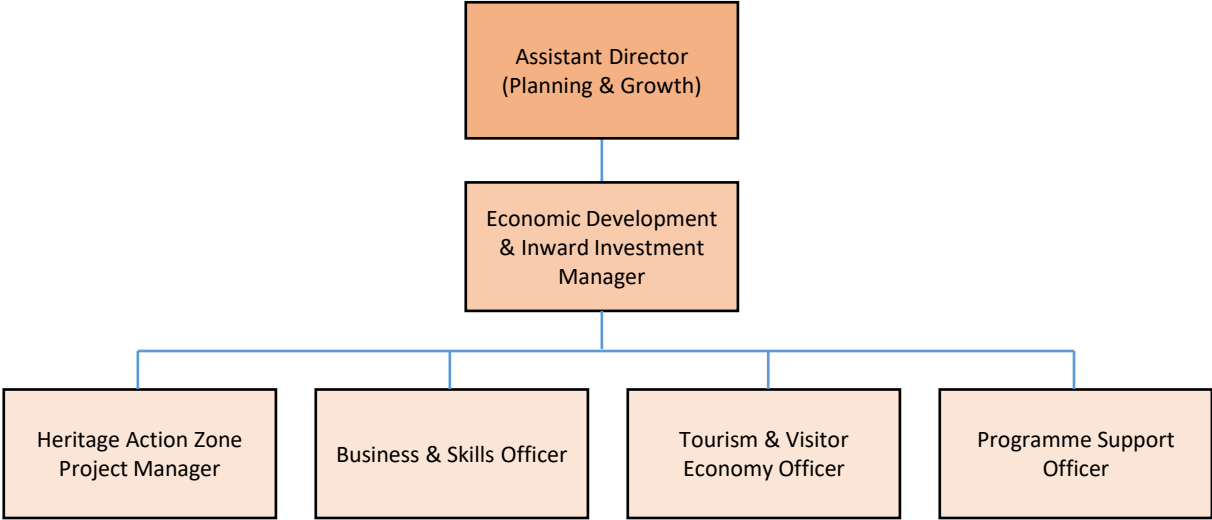 Assistant Director
(Planning & Growth)
Economic Development
& Inward Investment
Manager
Heritage Action Zone
Project Manager
Business & Skills Officer
Tourism & Visitor
Economy Officer
Programme Support
Officer